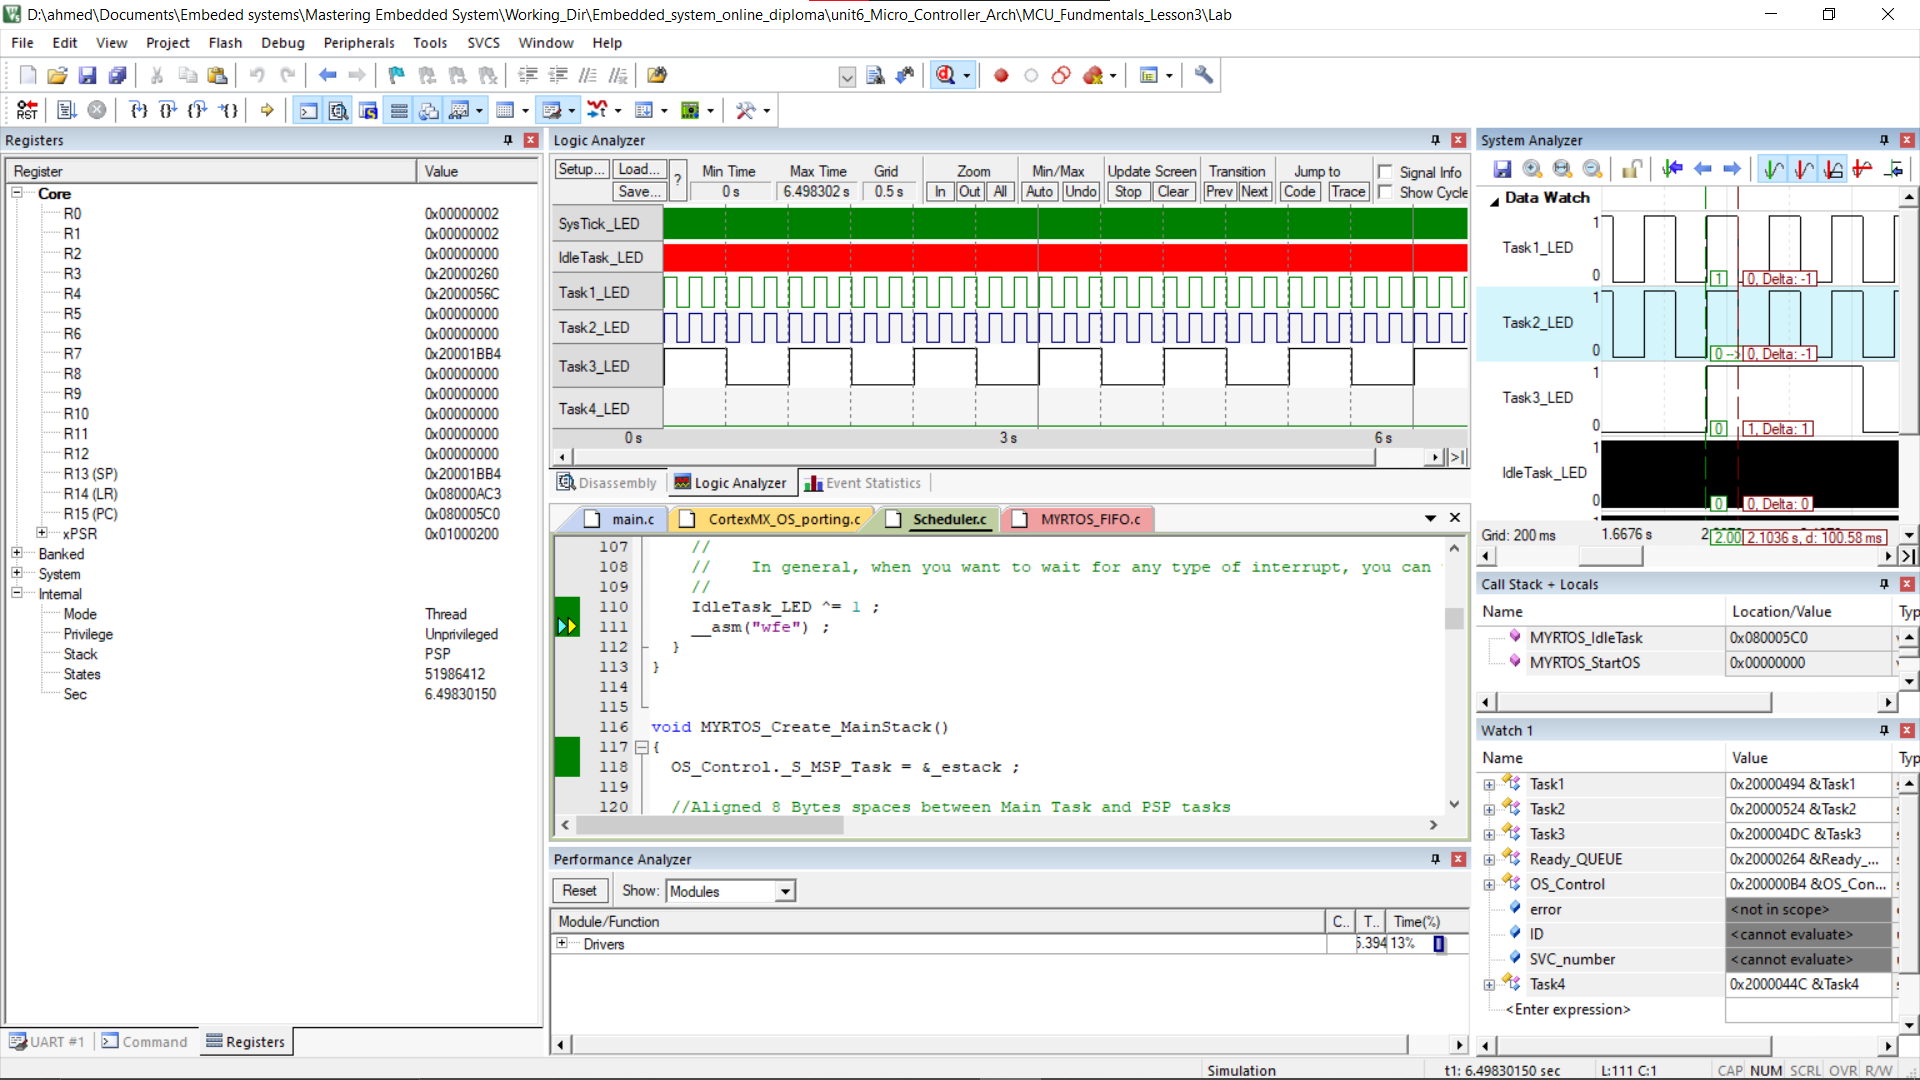 D:\ahmed\Documents\Embeded systems\Mastering Embedded System\Working_Dir\Embedded_system_online_diploma\unit6_Micro_Controller_Arch\MCU_Fundmentals_Lesson3\Lab
File Edit View Project Flash Debug Peripherals Tools SVCS Window Help
RST
Registers
Register Value
Core
R0 0x00000002
R1 0x00000002
R2 0x00000000
R3 0x20000260
R4 0x2000056C
R5 0x00000000
R6 0x00000000
R7 0x20001BB4
R8 0x00000000
R9 0x00000000
R10 0x00000000
R11 0x00000000
R12 0x00000000
R13 (SP) 0x20001BB4
R14 (LR) 0x08000AC3
R15 (PC) 0x080005C0
xPSR 0x01000200
Banked
System
Internal
Mode Thread
Privilege Unprivileged
Stack PSP
States 51986412
Sec 6.49830150
UART #1 Command Registers
Logic Analyzer
Setup... Load... Save... ? Min Time Max Time Grid Zoom Min/Max Update Screen Transition Jump to Signal Info
0 s 6.498302 s 0.5 s In Out All Auto Undo Stop Clear Prev Next Code Trace Show Cycle
SysTick_LED
IdleTask_LED
Task1_LED
Task2_LED
Task3_LED
Task4_LED
0 s 3 s 6 s
Disassembly Logic Analyzer Event Statistics
main.c CortexMX_OS_porting.c Scheduler.c MYRTOS_FIFO.c
107 //
108 // In general, when you want to wait for any type of interrupt, you can
109 //
110 IdleTask_LED ^= 1 ;
111 __asm("wfe") ;
112 }
113 }
114
115
116 void MYRTOS_Create_MainStack()
117 {
118 OS_Control._S_MSP_Task = &_estack ;
119
120 //Aligned 8 Bytes spaces between Main Task and PSP tasks
Performance Analyzer
Reset Show: Modules
Module/Function C.. T.. Time(%)
Drivers 5.394 13%
System Analyzer
Data Watch
Task1_LED 1 0 1 0, Delta: -1
Task2_LED 1 0 0 --> 0, Delta: -1
Task3_LED 1 0 0 1, Delta: 1
IdleTask_LED 1 0 0 0, Delta: 0
Grid: 200 ms 1.6676 s 2.00 2.1036 s, d: 100.58 ms
Call Stack + Locals
Name Location/Value Typ
MYRTOS_IdleTask 0x080005C0
MYRTOS_StartOS 0x00000000
Watch 1
Name Value Typ
Task1 0x20000494 &Task1
Task2 0x20000524 &Task2
Task3 0x200004DC &Task3
Ready_QUEUE 0x20000264 &Ready_...
OS_Control 0x200000B4 &OS_Con...
error <not in scope>
ID <cannot evaluate>
SVC_number <cannot evaluate>
Task4 0x2000044C &Task4
<Enter expression>
Simulation t1: 6.49830150 sec L:111 C:1 CAP NUM SCRL OVR R/W